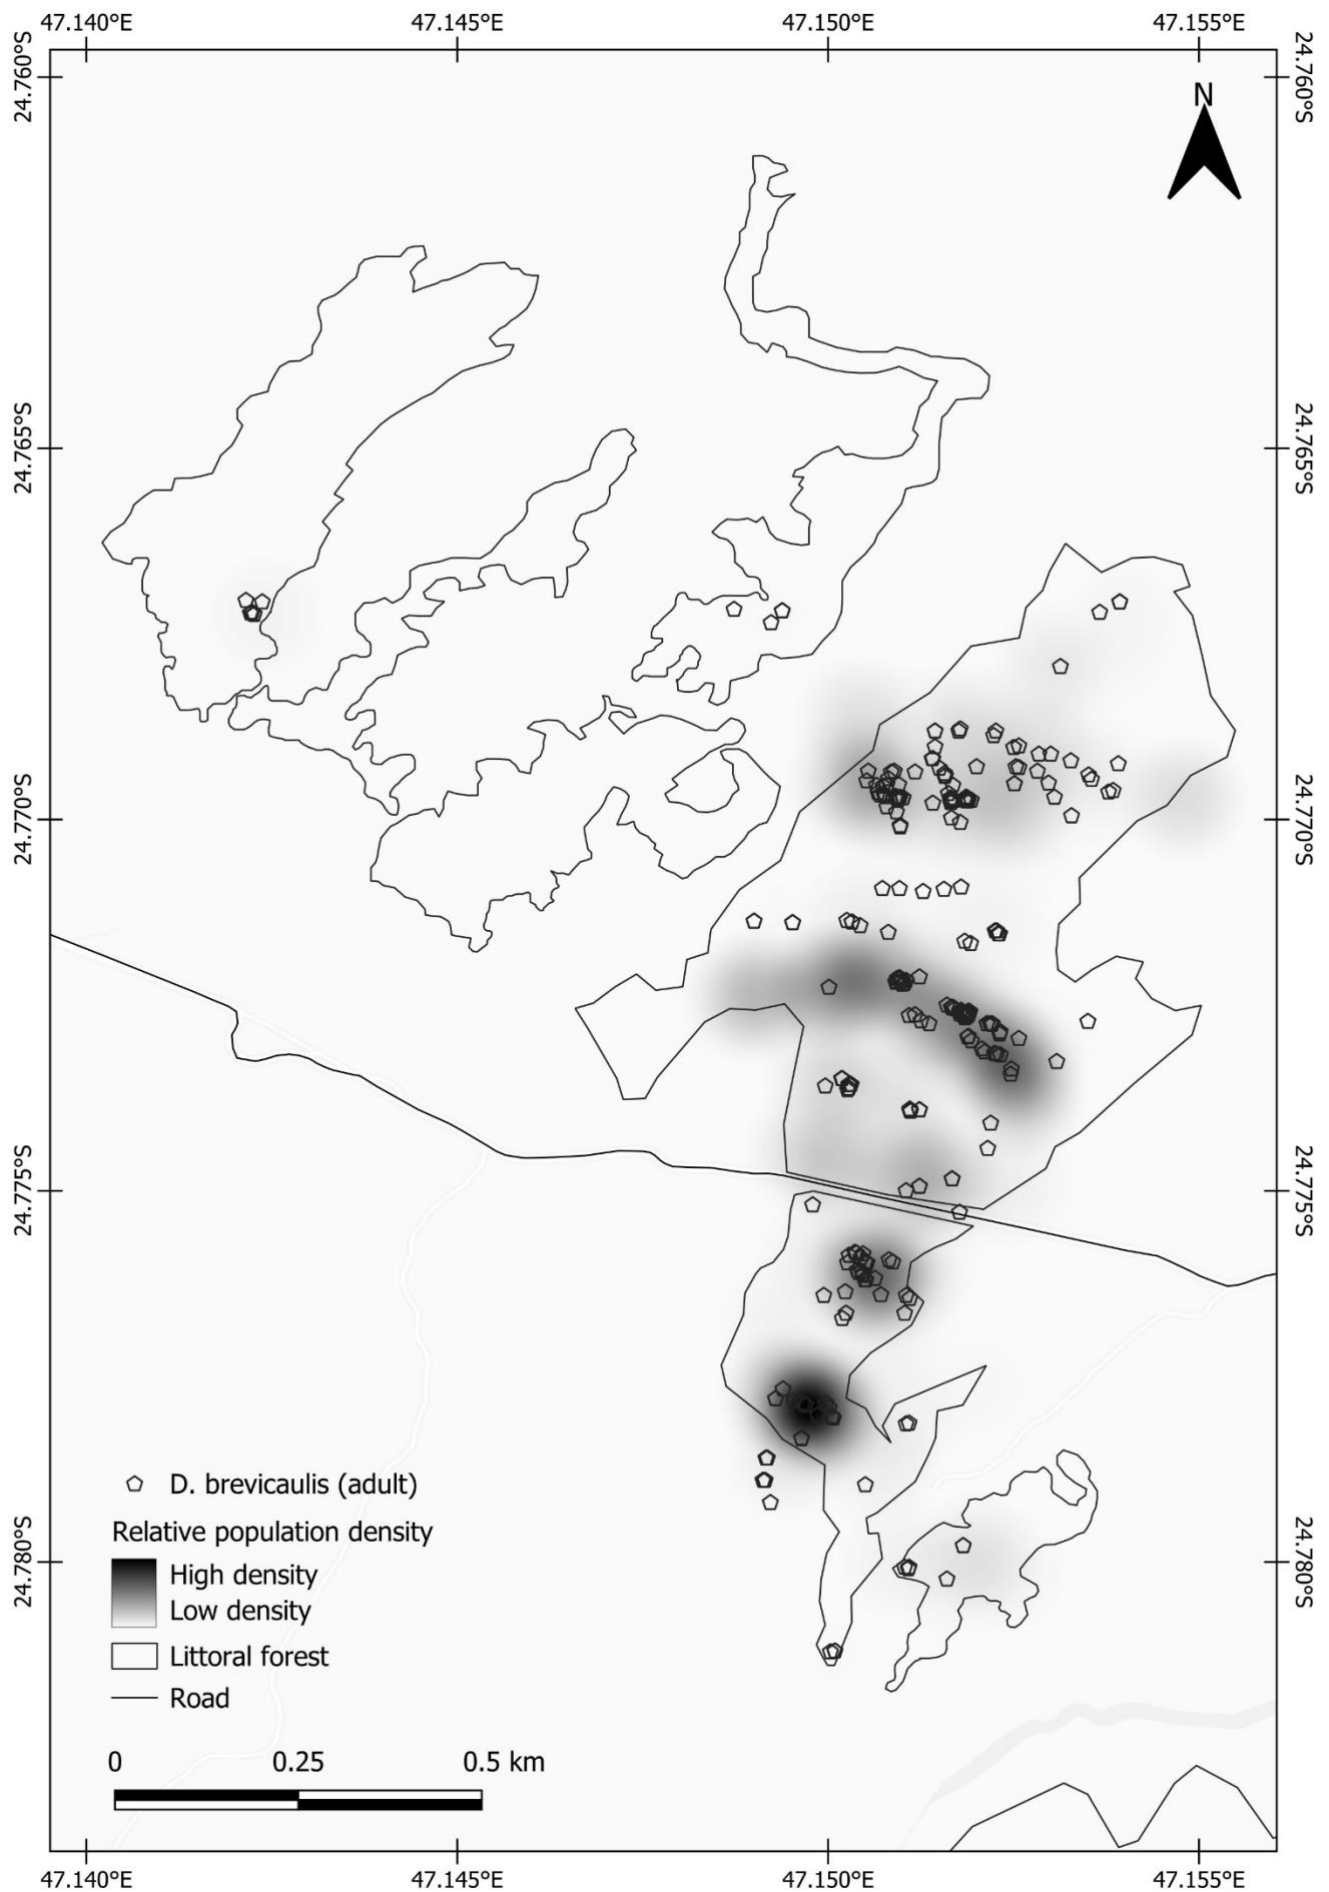 47.140°E 47.145°E 47.150°E 47.155°E
24.760°S 24.760°S
N
24.765°S 24.765°S
24.770°S 24.770°S
24.775°S 24.775°S
D. brevicaulis (adult)
Relative population density
24.780°S 24.780°S
High density
Low density
Littoral forest
Road
0 0.25 0.5 km
47.140°E 47.145°E 47.150°E 47.155°E